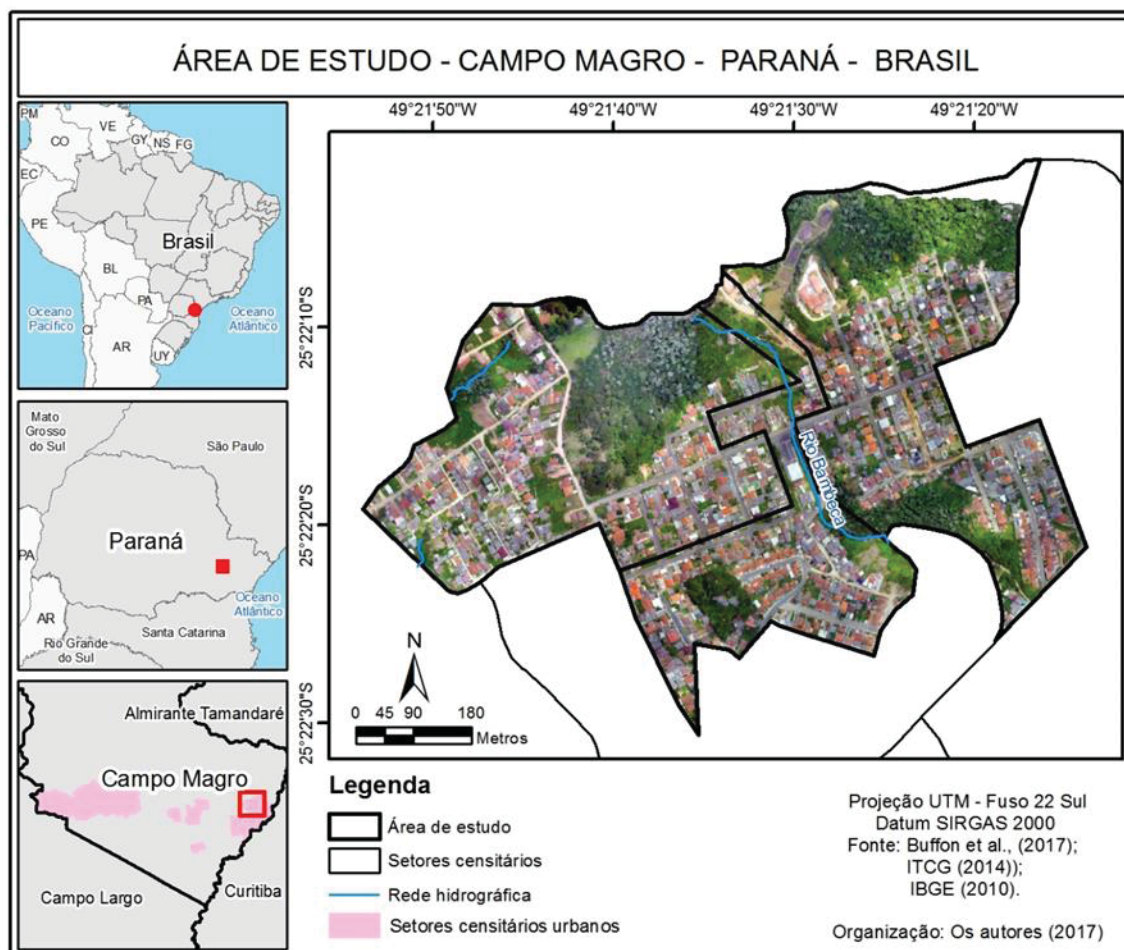 ÁREA DE ESTUDO - CAMPO MAGRO - PARANÁ - BRASIL
PM
VE
GY
NS
FG
CO
EC
PE
Brasil
BL
PA
Oceano
Pacífico
Oceano
Atlântico
CI
AR
UY
Mato
Grosso
do Sul
São Paulo
Paraná
PA
AR
Oceano
Atlântico
Santa Catarina
Rio Grande
do Sul
Almirante Tamandaré
Campo Magro
Campo Largo
Curitiba
49°21'50"W
49°21'40"W
49°21'30"W
49°21'20"W
25°22'10"S
25°22'20"S
25°22'30"S
Rio Bambeca
N
0 45 90 180
Metros
Legenda
Área de estudo
Setores censitários
Rede hidrográfica
Setores censitários urbanos
Projeção UTM - Fuso 22 Sul
Datum SIRGAS 2000
Fonte: Buffon et al., (2017);
ITCG (2014));
IBGE (2010).
Organização: Os autores (2017)